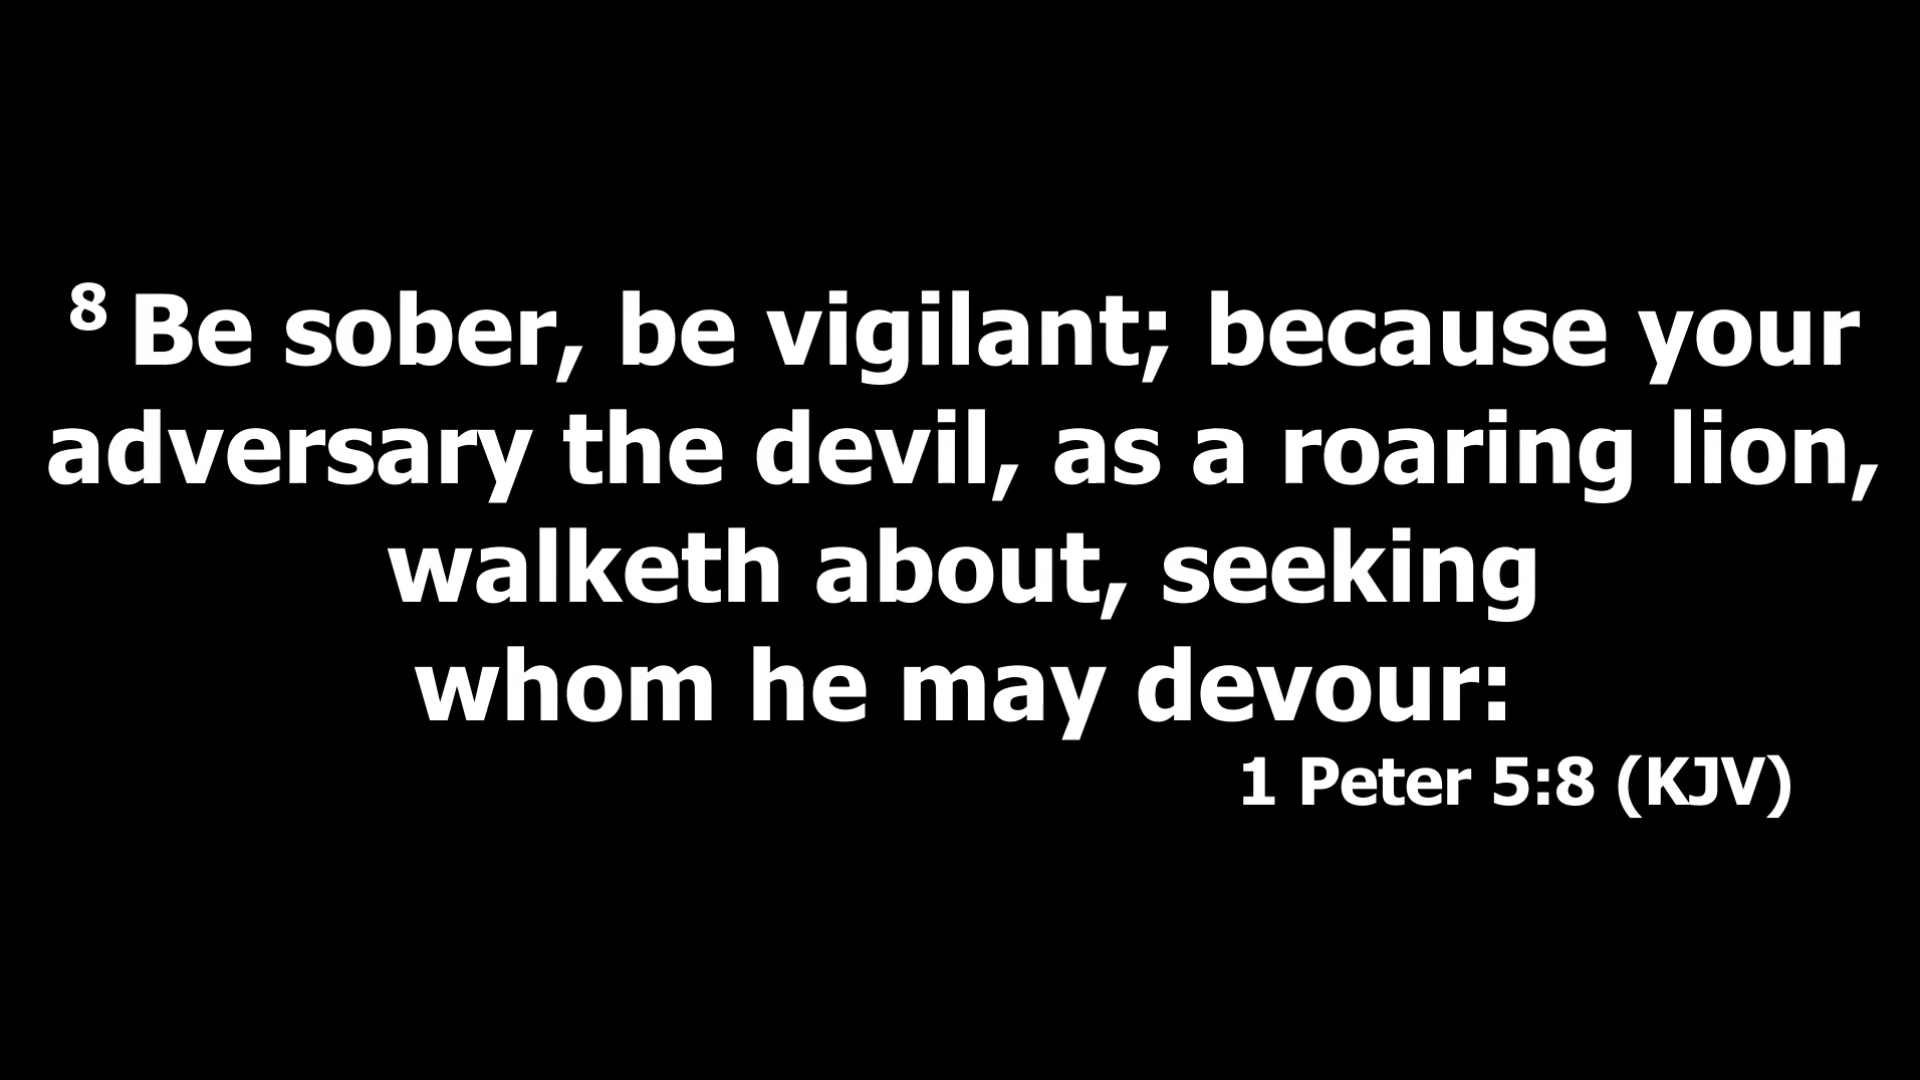 8 Be sober, be vigilant; because your
adversary the devil, as a roaring lion,
walketh about, seeking
whom he may devour:
1 Peter 5:8 (KJV)